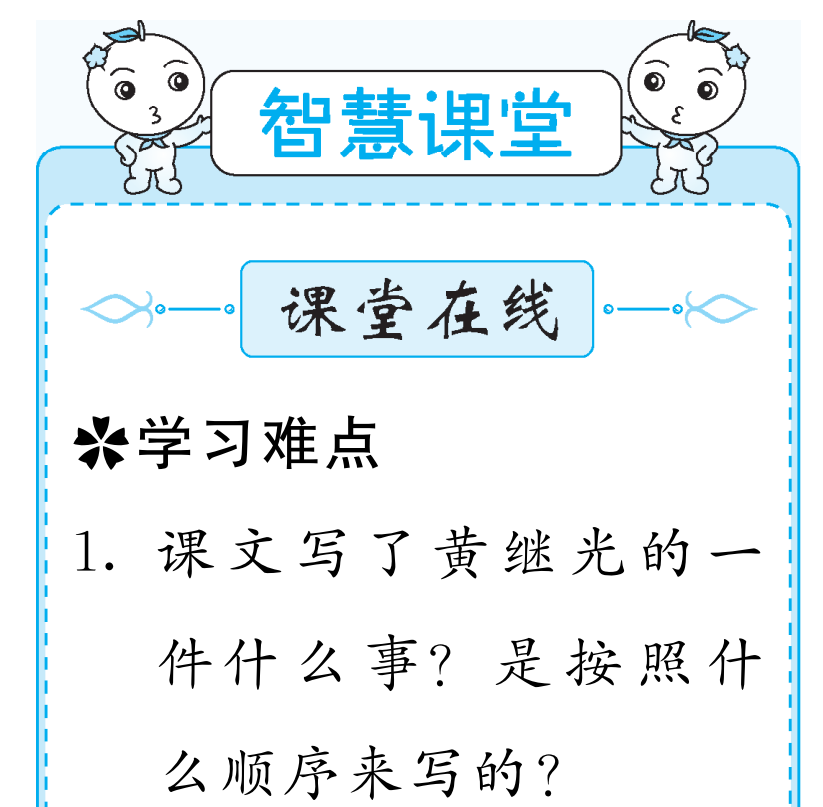 智慧课堂
课堂在线
学习难点
1. 课文写了黄继光的一
件什么事？是按照什
么顺序来写的？